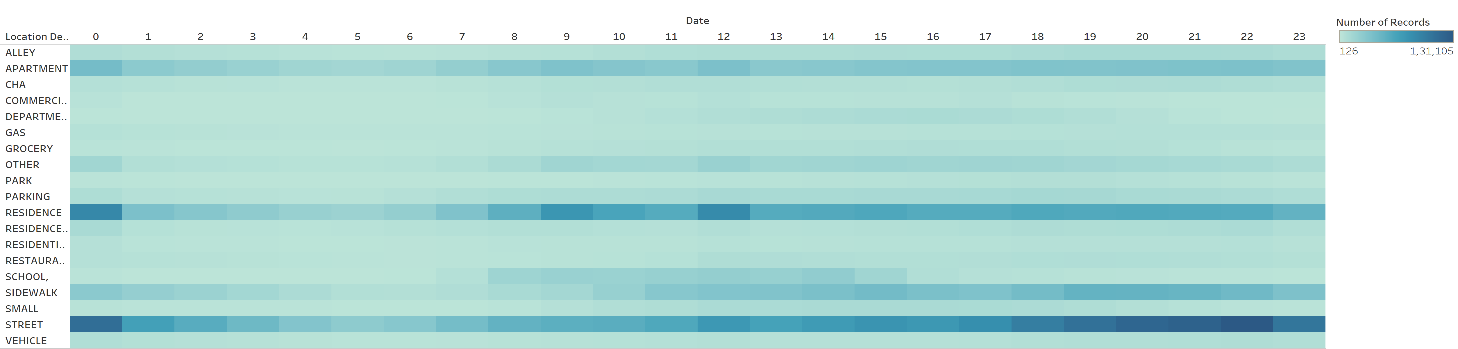 Date
Location De.. 0 1 2 3 4 5 6 7 8 9 10 11 12 13 14 15 16 17 18 19 20 21 22 23
ALLEY
APARTMENT
CHA
COMMERCI..
DEPARTME..
GAS
GROCERY
OTHER
PARK
PARKING
RESIDENCE
RESIDENCE..
RESIDENTI..
RESTAURA..
SCHOOL,
SIDEWALK
SMALL
STREET
VEHICLE
Number of Records
126 1,31,105